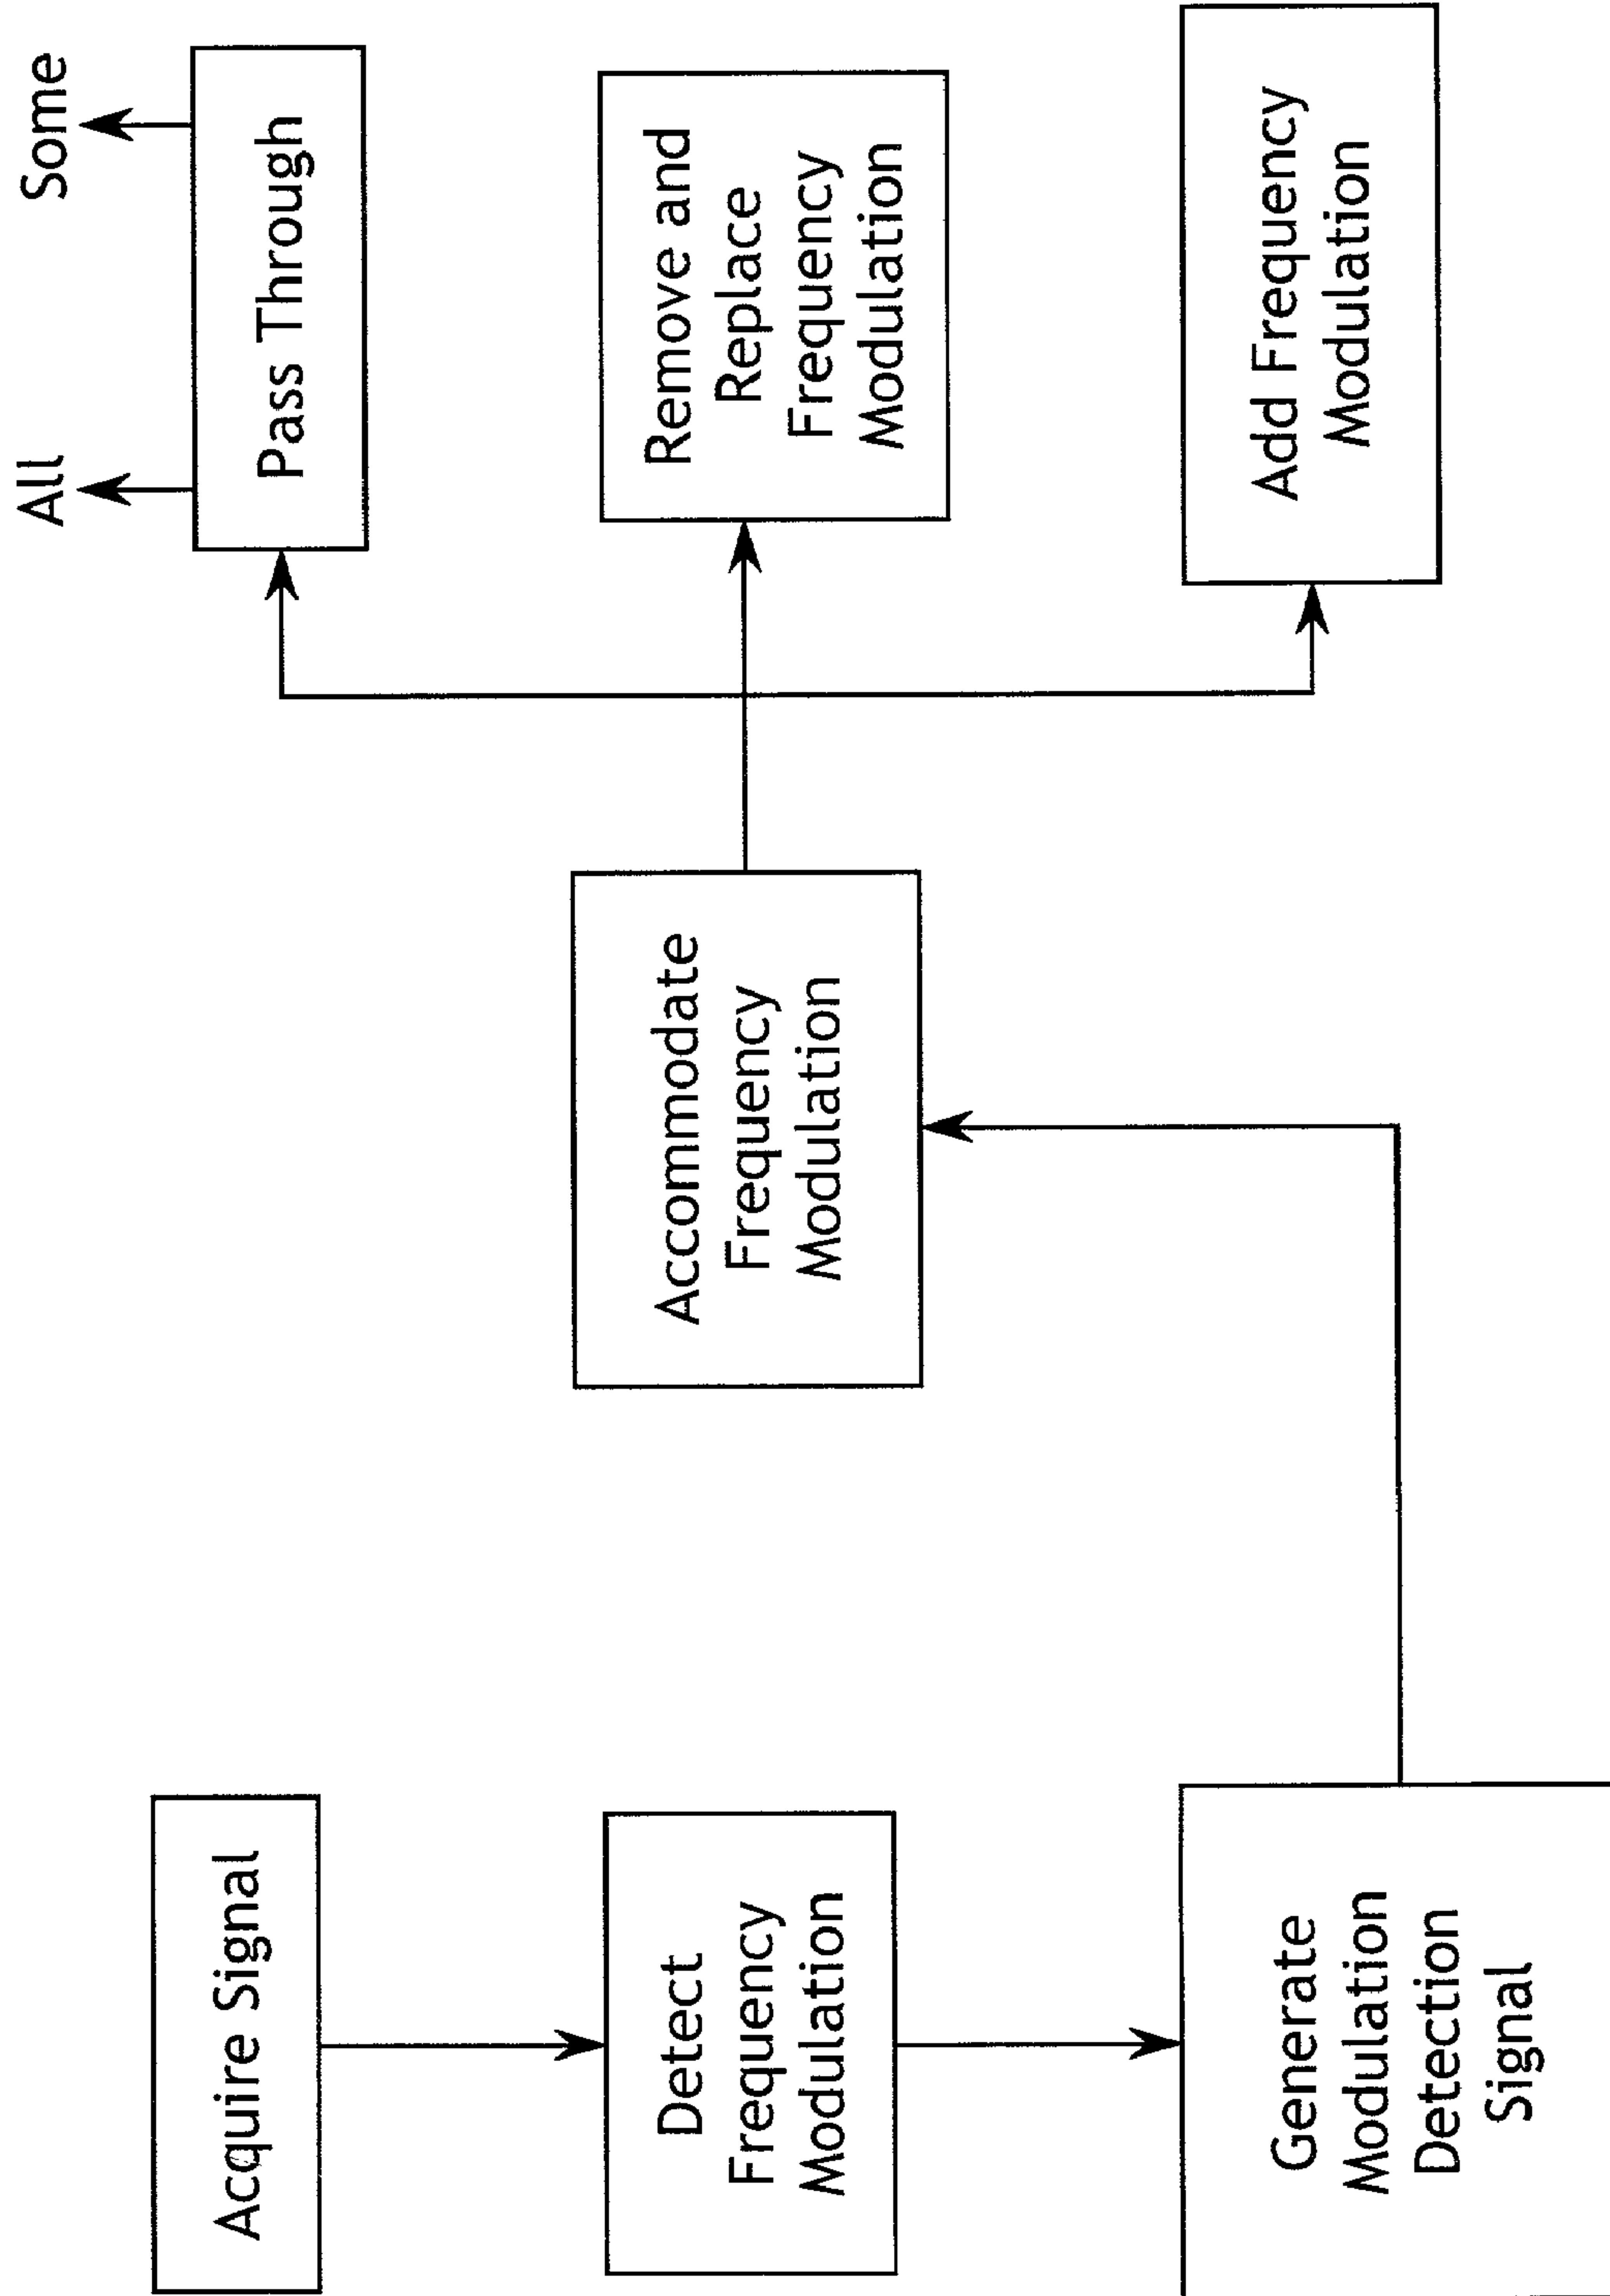 Acquire Signal
Detect
Frequency
Modulation
Generate
Modulation
Detection
Signal
Accommodate
Frequency
Modulation
All
Some
Pass Through
Remove and
Replace
Frequency
Modulation
Add Frequency
Modulation